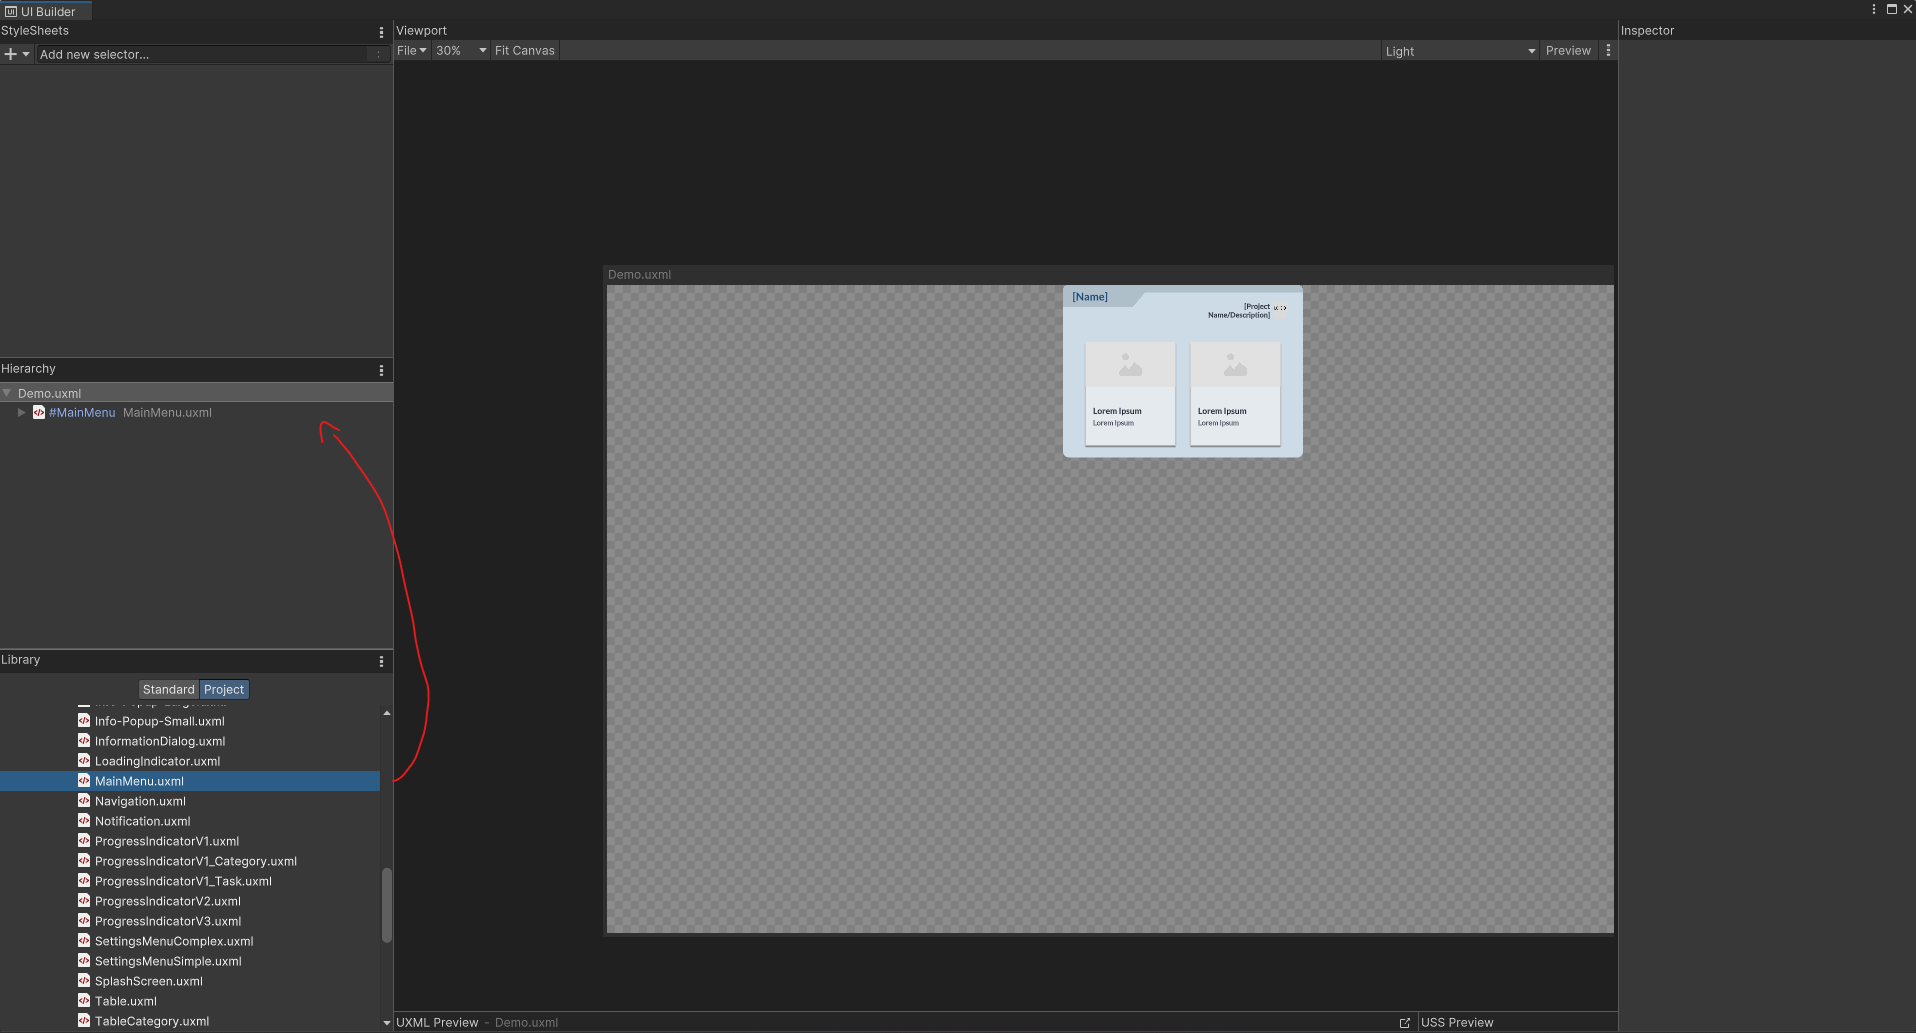 UI Builder
StyleSheets
Add new selector...
Viewport
File
30%
Fit Canvas
Light
Preview
Inspector
Demo.uxml
[Name]
[Project
Name/Description]
Lorem Ipsum
Lorem Ipsum
Lorem Ipsum
Lorem Ipsum
Hierarchy
Demo.uxml
#MainMenu MainMenu.uxml
Library
Standard
Project
Info-Popup-Small.uxml
InformationDialog.uxml
LoadingIndicator.uxml
MainMenu.uxml
Navigation.uxml
Notification.uxml
ProgressIndicatorV1.uxml
ProgressIndicatorV1_Category.uxml
ProgressIndicatorV1_Task.uxml
ProgressIndicatorV2.uxml
ProgressIndicatorV3.uxml
SettingsMenuComplex.uxml
SettingsMenuSimple.uxml
SplashScreen.uxml
Table.uxml
TableCategory.uxml
UXML Preview - Demo.uxml
USS Preview